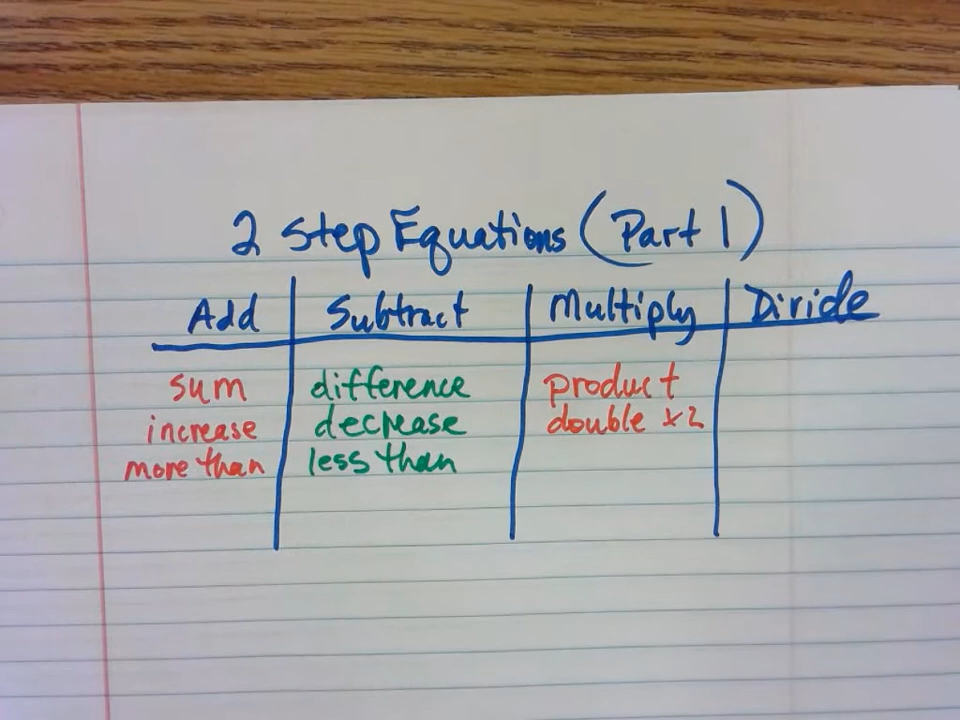 2 Step Equations (Part 1)
Add Subtract Multiply Divide
sum difference product
increase decrease double x2
more than less than